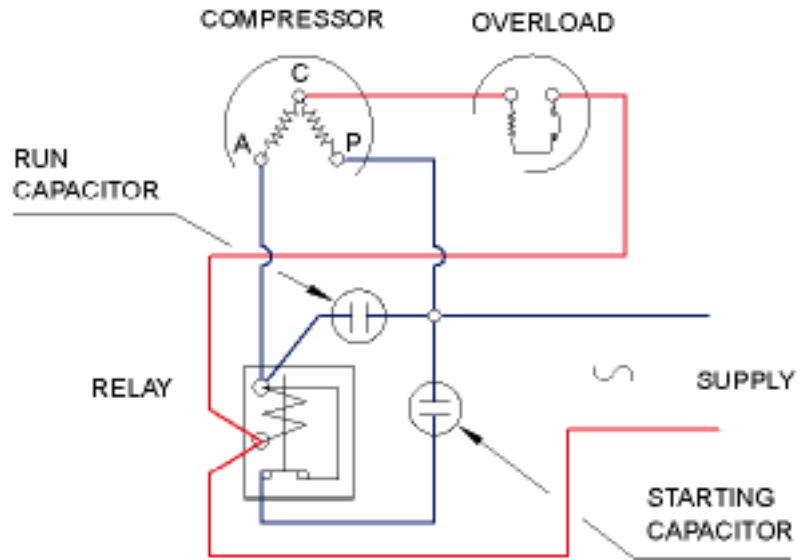 COMPRESSOR
OVERLOAD
C
A
P
RUN
CAPACITOR
RELAY
SUPPLY
STARTING
CAPACITOR